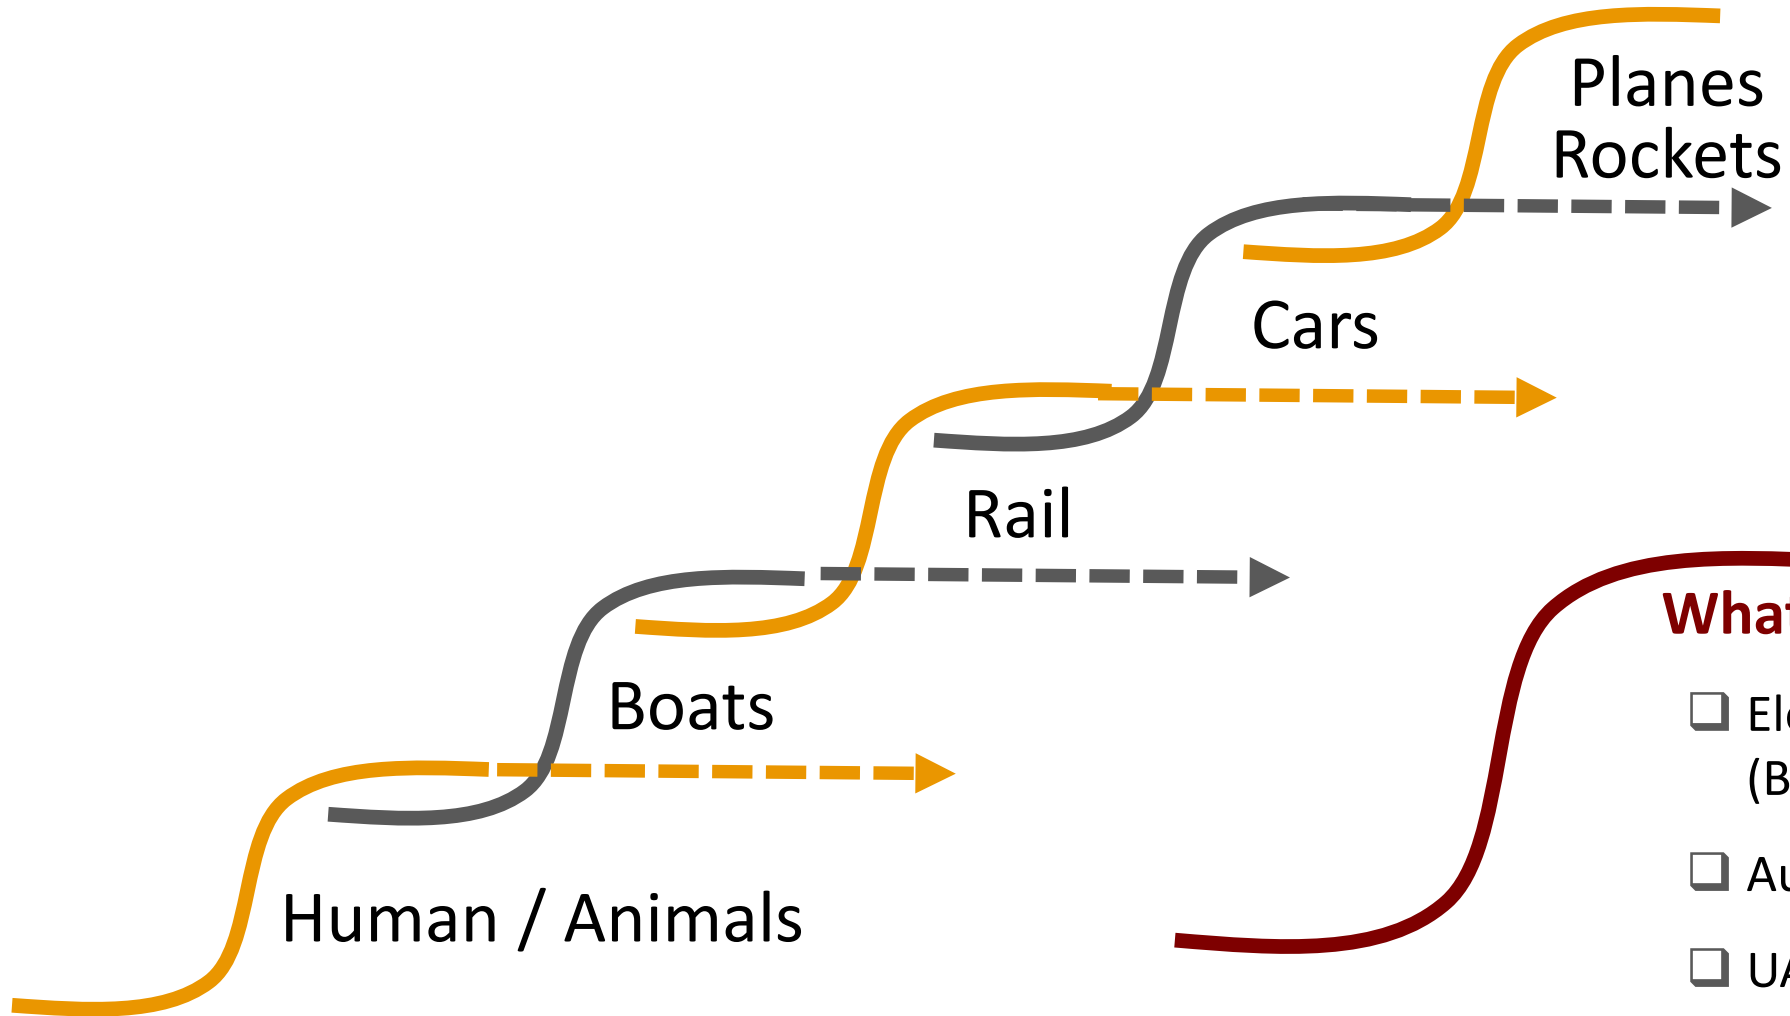 Planes
Rockets
Cars
Rail
Boats
Human / Animals
(B